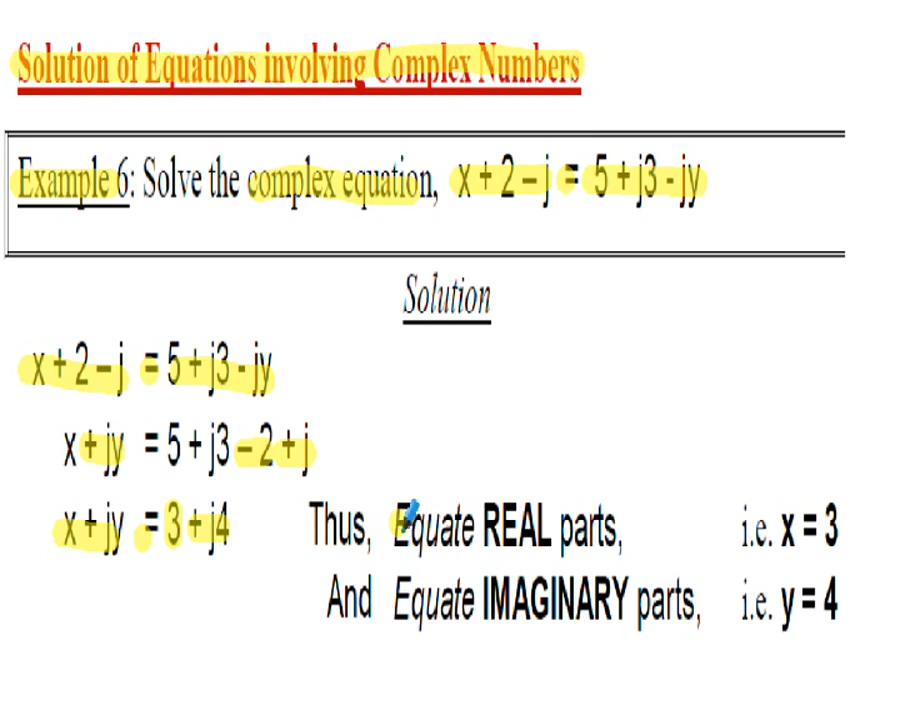 Solution of Equations involving Complex Numbers
Example 6: Solve the complex equation, x + 2 – j = 5 + j3 - jy
Solution
x + 2 – j = 5 + j3 - jy
x + jy = 5 + j3 – 2 + j
x + jy = 3 + j4 Thus, Equate REAL parts, i.e. x = 3
And Equate IMAGINARY parts, i.e. y = 4